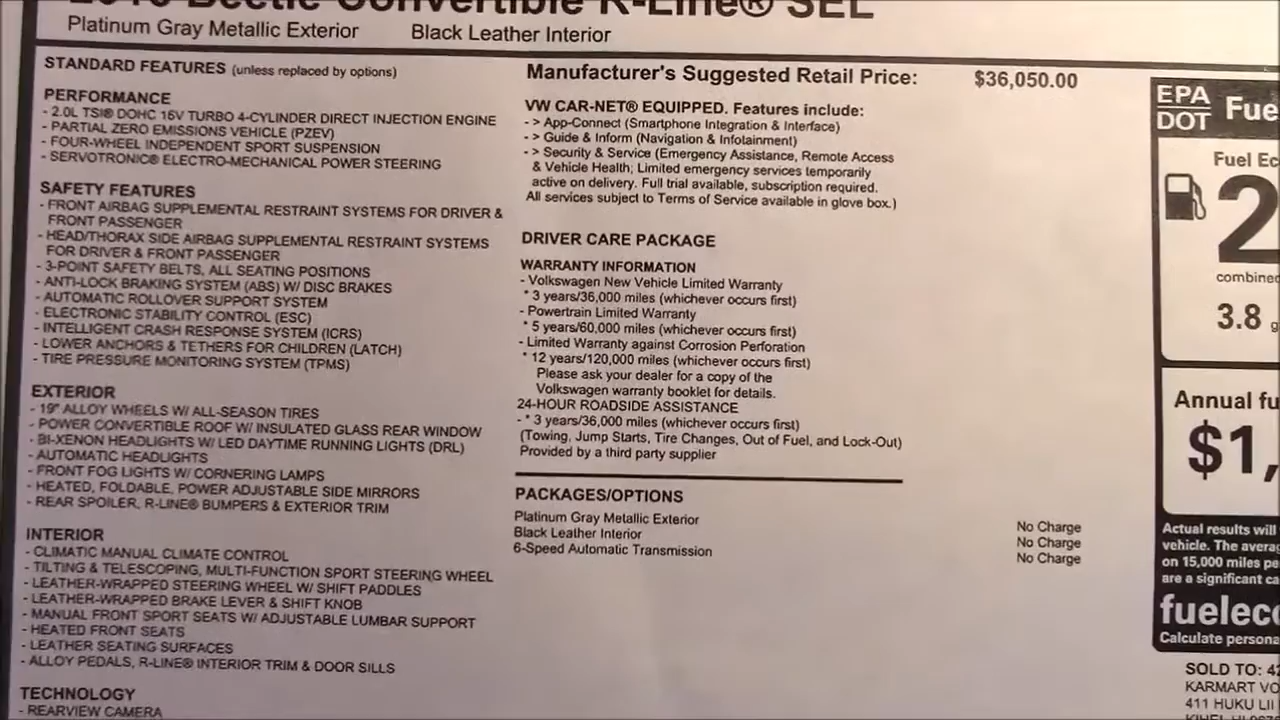 Beetle Convertible R-Line® SEL
Platinum Gray Metallic Exterior Black Leather Interior
STANDARD FEATURES (unless replaced by options)
PERFORMANCE
- 2.0L TSI® DOHC 16V TURBO 4-CYLINDER DIRECT INJECTION ENGINE
- PARTIAL ZERO EMISSIONS VEHICLE (PZEV)
- FOUR-WHEEL INDEPENDENT SPORT SUSPENSION
- SERVOTRONIC® ELECTRO-MECHANICAL POWER STEERING
SAFETY FEATURES
- FRONT AIRBAG SUPPLEMENTAL RESTRAINT SYSTEMS FOR DRIVER &
FRONT PASSENGER
- HEAD/THORAX SIDE AIRBAG SUPPLEMENTAL RESTRAINT SYSTEMS
FOR DRIVER & FRONT PASSENGER
- 3-POINT SAFETY BELTS, ALL SEATING POSITIONS
- ANTI-LOCK BRAKING SYSTEM (ABS) W/ DISC BRAKES
- AUTOMATIC ROLLOVER SUPPORT SYSTEM
- ELECTRONIC STABILITY CONTROL (ESC)
- INTELLIGENT CRASH RESPONSE SYSTEM (ICRS)
- LOWER ANCHORS & TETHERS FOR CHILDREN (LATCH)
- TIRE PRESSURE MONITORING SYSTEM (TPMS)
EXTERIOR
- 19" ALLOY WHEELS W/ ALL-SEASON TIRES
- POWER CONVERTIBLE ROOF W/ INSULATED GLASS REAR WINDOW
- BI-XENON HEADLIGHTS W/ LED DAYTIME RUNNING LIGHTS (DRL)
- AUTOMATIC HEADLIGHTS
- FRONT FOG LIGHTS W/ CORNERING LAMPS
- HEATED, FOLDABLE, POWER ADJUSTABLE SIDE MIRRORS
- REAR SPOILER, R-LINE® BUMPERS & EXTERIOR TRIM
INTERIOR
- CLIMATIC MANUAL CLIMATE CONTROL
- TILTING & TELESCOPING, MULTI-FUNCTION SPORT STEERING WHEEL
- LEATHER-WRAPPED STEERING WHEEL W/ SHIFT PADDLES
- LEATHER-WRAPPED BRAKE LEVER & SHIFT KNOB
- MANUAL FRONT SPORT SEATS W/ ADJUSTABLE LUMBAR SUPPORT
- HEATED FRONT SEATS
- LEATHER SEATING SURFACES
- ALLOY PEDALS, R-LINE® INTERIOR TRIM & DOOR SILLS
TECHNOLOGY
- REARVIEW CAMERA
Manufacturer's Suggested Retail Price: $36,050.00
VW CAR-NET® EQUIPPED. Features include:
- > App-Connect (Smartphone Integration & Interface)
- > Guide & Inform (Navigation & Infotainment)
- > Security & Service (Emergency Assistance, Remote Access
& Vehicle Health; Limited emergency services temporarily
active on delivery. Full trial available, subscription required.
All services subject to Terms of Service available in glove box.)
DRIVER CARE PACKAGE
WARRANTY INFORMATION
- Volkswagen New Vehicle Limited Warranty
* 3 years/36,000 miles (whichever occurs first)
- Powertrain Limited Warranty
* 5 years/60,000 miles (whichever occurs first)
- Limited Warranty against Corrosion Perforation
* 12 years/120,000 miles (whichever occurs first)
Please ask your dealer for a copy of the
Volkswagen warranty booklet for details.
24-HOUR ROADSIDE ASSISTANCE
- * 3 years/36,000 miles (whichever occurs first)
(Towing, Jump Starts, Tire Changes, Out of Fuel, and Lock-Out)
Provided by a third party supplier
PACKAGES/OPTIONS
Platinum Gray Metallic Exterior No Charge
Black Leather Interior No Charge
6-Speed Automatic Transmission No Charge
EPA
DOT Fue
Fuel Ec
2
combined
3.8 g
Annual fu
$1,
Actual results will
vehicle. The averag
on 15,000 miles pe
are a significant ca
fueleco
Calculate persona
SOLD TO: 42
KARMART VO
411 HUKU LII